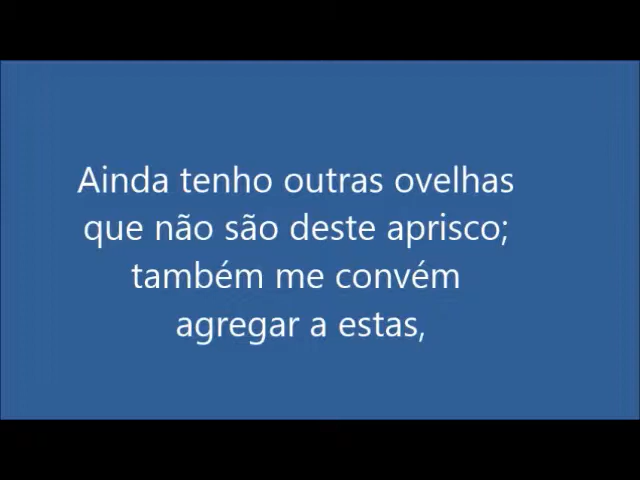 Ainda tenho outras ovelhas
que não são deste aprisco;
também me convém
agregar a estas,